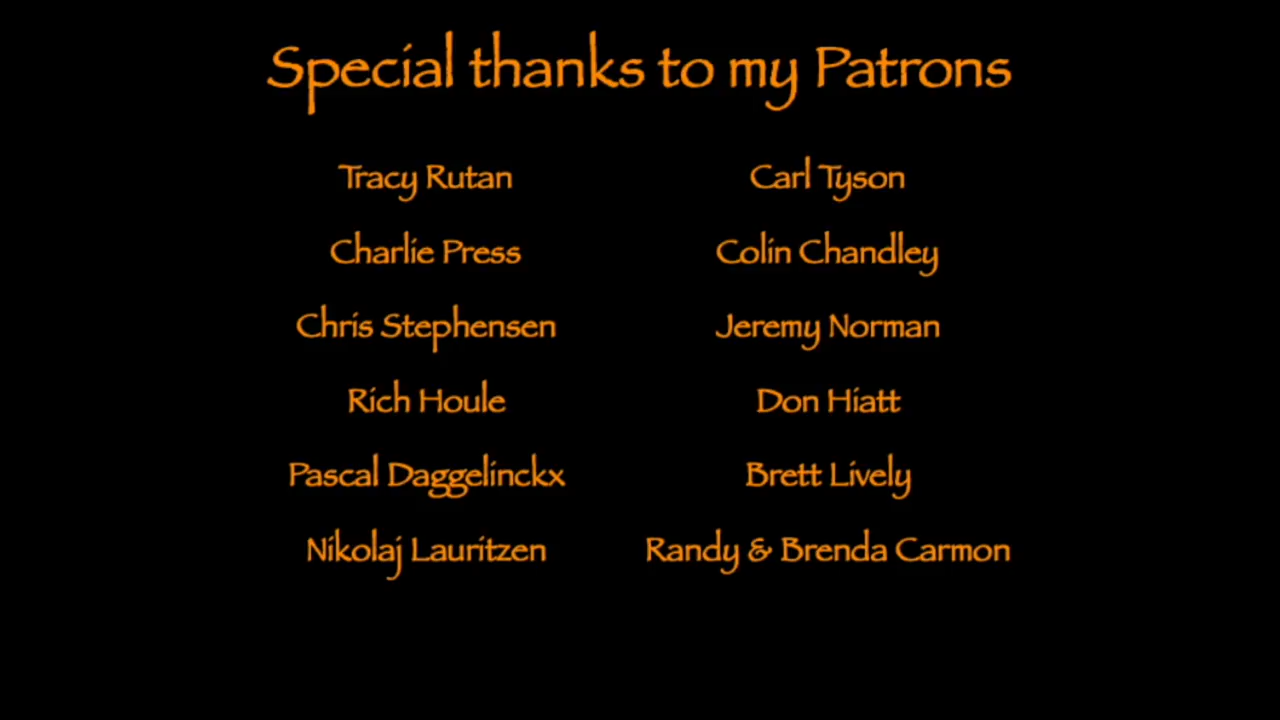 Special thanks to my Patrons
Tracy Rutan
Carl Tyson
Charlie Press
Colin Chandley
Chris Stephensen
Jeremy Norman
Rich Houle
Don Hiatt
Pascal Daggelinckx
Brett Lively
Nikolaj Lauritzen
Randy & Brenda Carmon